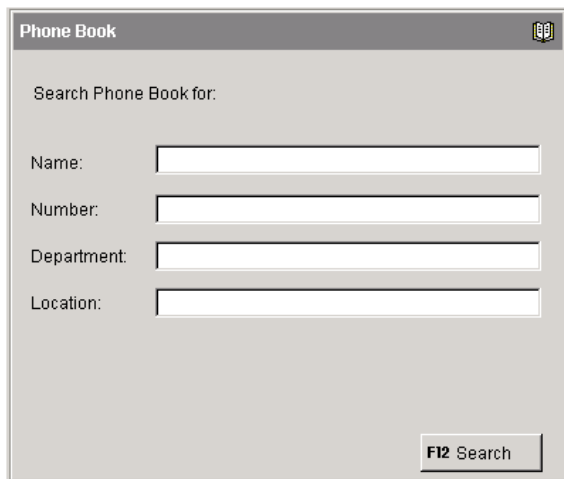 Phone Book
Search Phone Book for:
Name:
Number:
Department:
Location:
F12 Search